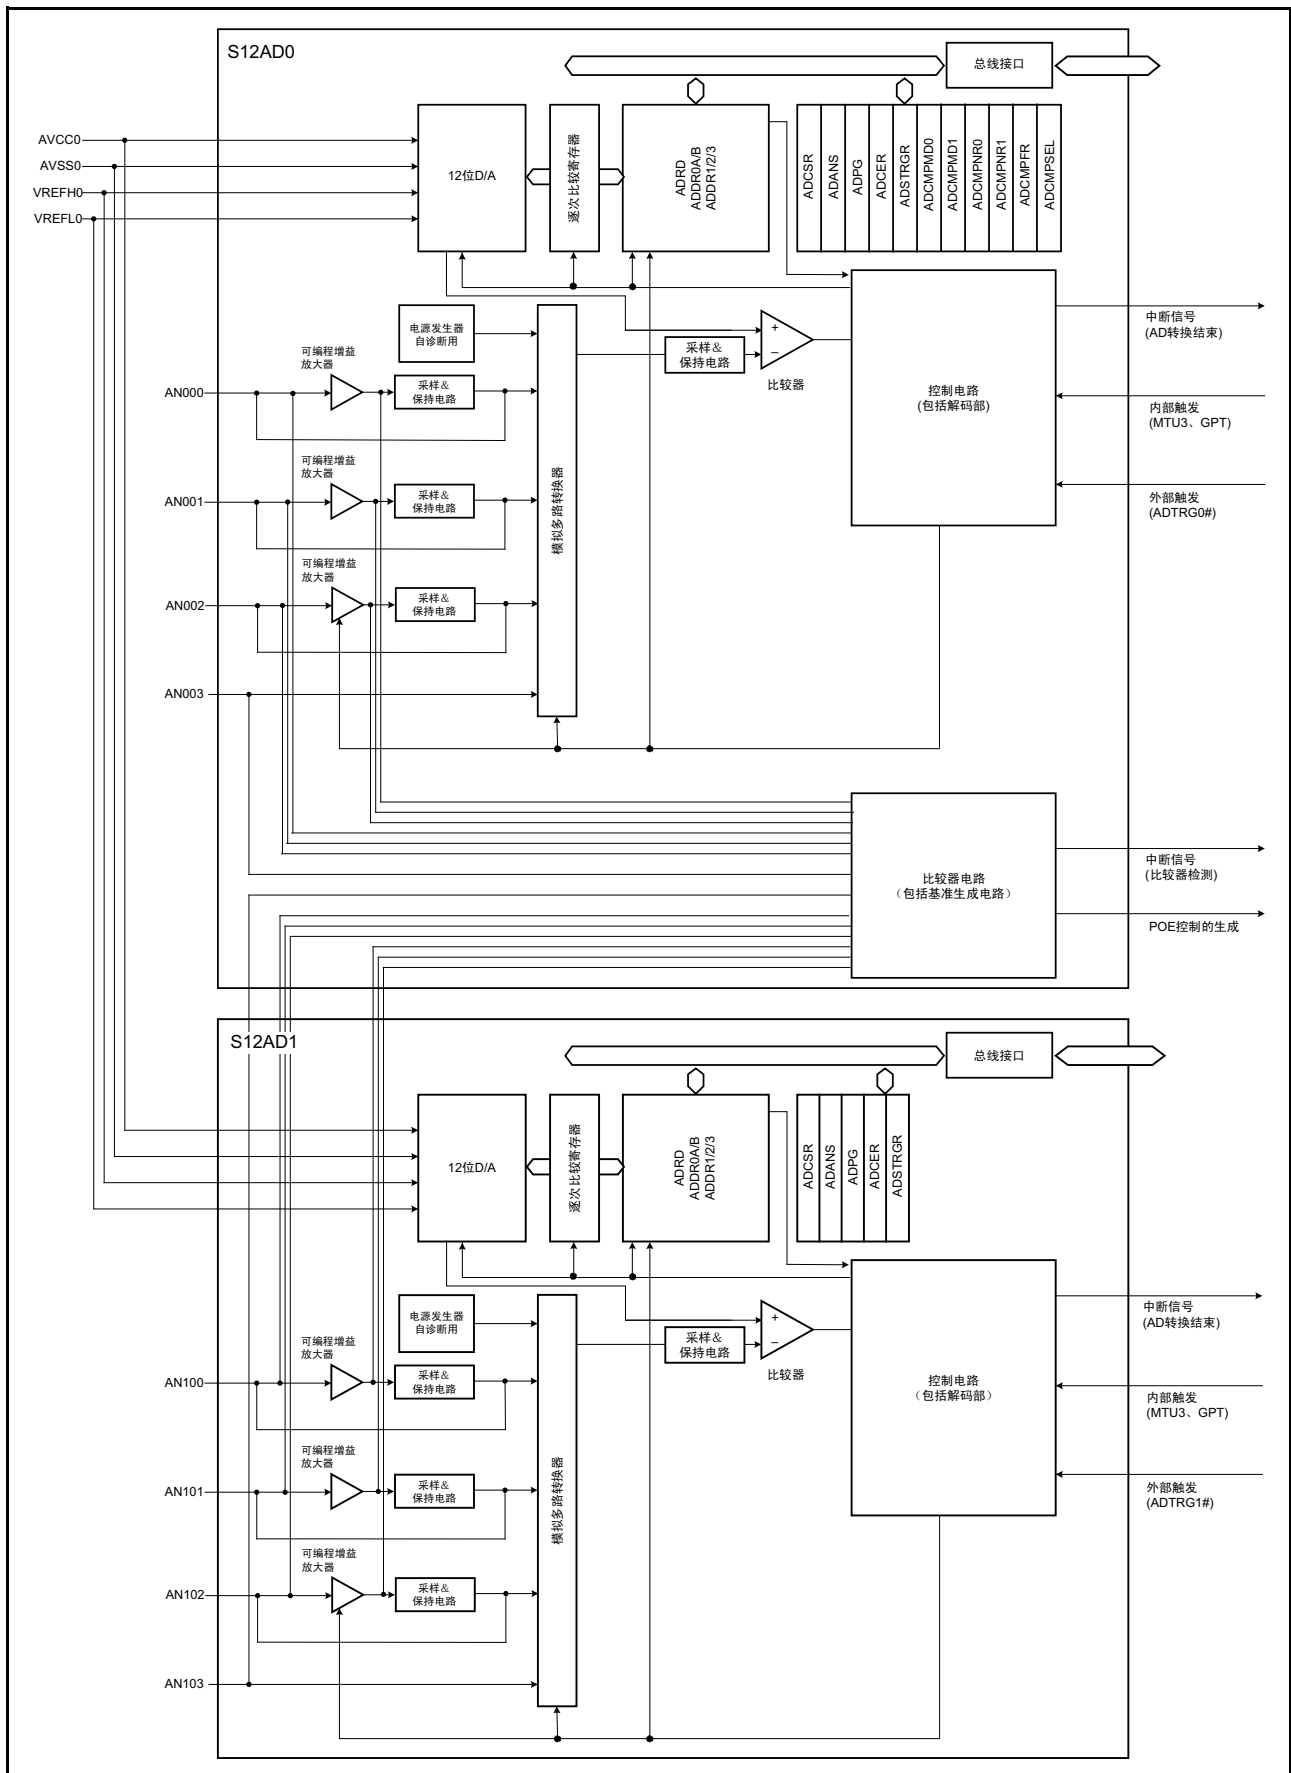 S12AD0
总线接口
AVCC0
AVSS0
VREFH0
VREFL0
12位D/A
逐次比较寄存器
ADRD
ADDR0A/B
ADDR1/2/3
ADCSR
ADANS
ADPG
ADCER
ADSTRGR
ADCMPMD0
ADCMPMD1
ADCMPNR0
ADCMPNR1
ADCMPFR
ADCMPSEL
电源发生器
自诊断用
可编程增益
放大器
AN000
采样&
保持电路
可编程增益
放大器
AN001
采样&
保持电路
可编程增益
放大器
AN002
采样&
保持电路
AN003
模拟多路转换器
采样&
保持电路
+
–
比较器
控制电路
(包括解码部)
中断信号
(AD转换结束)
内部触发
(MTU3、GPT)
外部触发
(ADTRG0#)
比较器电路
（包括基准生成电路）
中断信号
(比较器检测)
POE控制的生成
S12AD1
总线接口
12位D/A
逐次比较寄存器
ADRD
ADDR0A/B
ADDR1/2/3
ADCSR
ADANS
ADPG
ADCER
ADSTRGR
电源发生器
自诊断用
可编程增益
放大器
AN100
采样&
保持电路
可编程增益
放大器
AN101
采样&
保持电路
可编程增益
放大器
AN102
采样&
保持电路
AN103
模拟多路转换器
采样&
保持电路
+
–
比较器
控制电路
（包括解码部）
中断信号
(AD转换结束)
内部触发
(MTU3、GPT)
外部触发
(ADTRG1#)